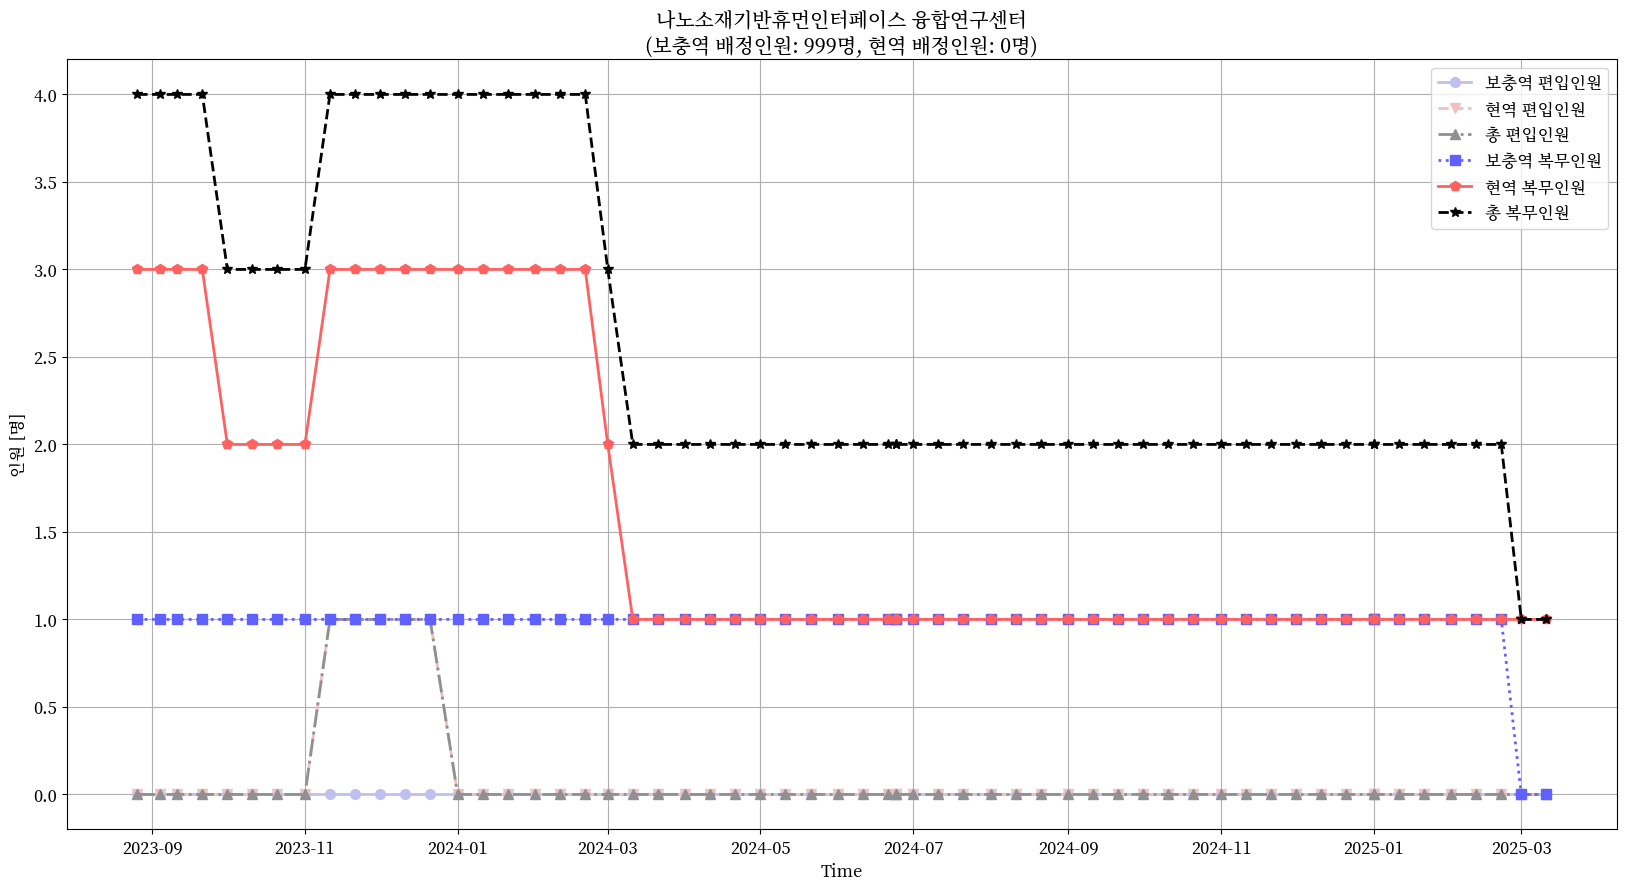 나노소재기반휴먼인터페이스 융합연구센터
(보충역 배정인원: 999명, 현역 배정인원: 0명)
보충역 편입인원
현역 편입인원
총 편입인원
보충역 복무인원
현역 복무인원
총 복무인원
인원 [명]
4.0
3.5
3.0
2.5
2.0
1.5
1.0
0.5
0.0
2023-09 2023-11 2024-01 2024-03 2024-05 2024-07 2024-09 2024-11 2025-01 2025-03
Time